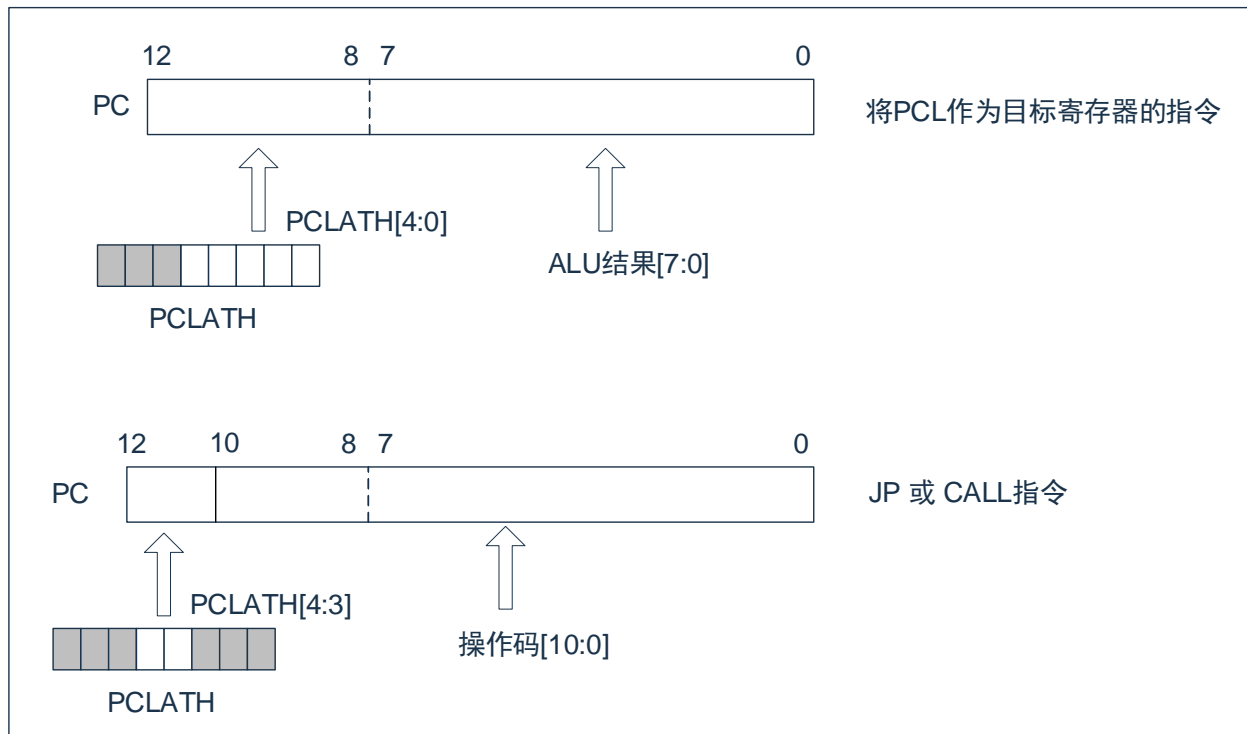 12 8 7 0
PC
将PCL作为目标寄存器的指令
PCLATH[4:0]
ALU结果[7:0]
PCLATH
12 10 8 7 0
PC
JP 或 CALL指令
PCLATH[4:3]
操作码[10:0]
PCLATH